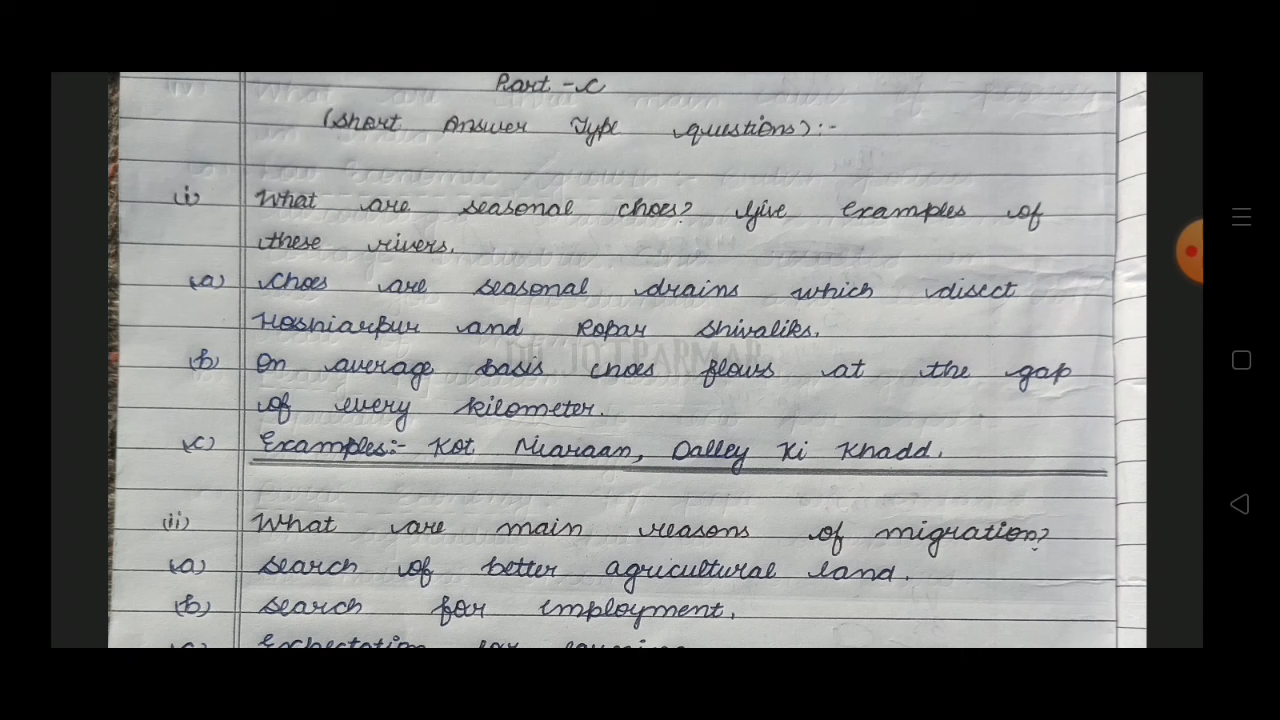 Part - C
(Short Answer Type questions):-
(i) What are seasonal choes? Give examples of
these rivers.
(a) Choes are seasonal drains which disect
Hoshiarpur and Ropar Shivaliks.
(b) On average basis choes flows at the gap
of every kilometer.
(c) Examples:- Kot Maraan, Dalley Ki Khadd.
(ii) What are main reasons of migration?
(a) search of better agricultural land.
(b) search for employment.